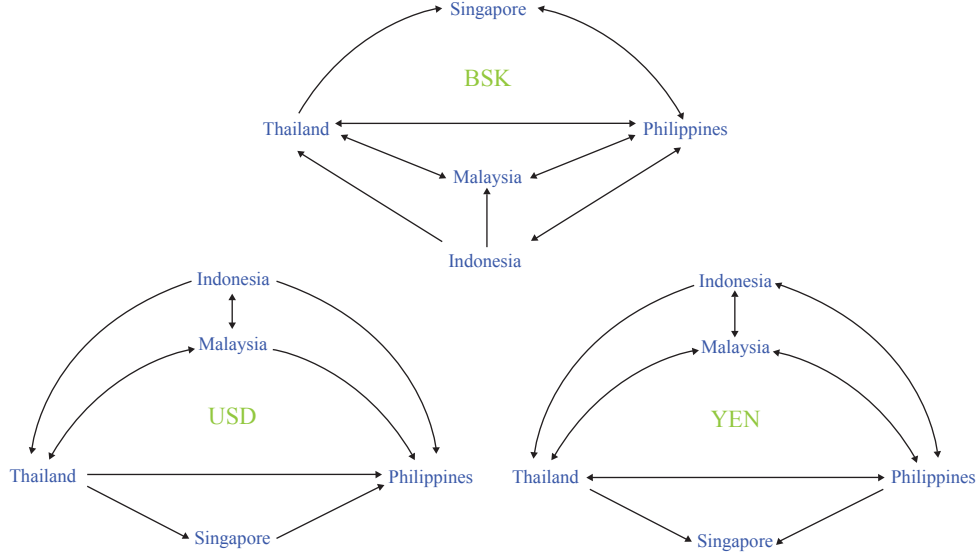 Singapore
BSK
Thailand
Philippines
Malaysia
Indonesia
Indonesia
Malaysia
USD
Thailand
Philippines
Singapore
Indonesia
Malaysia
YEN
Thailand
Philippines
Singapore